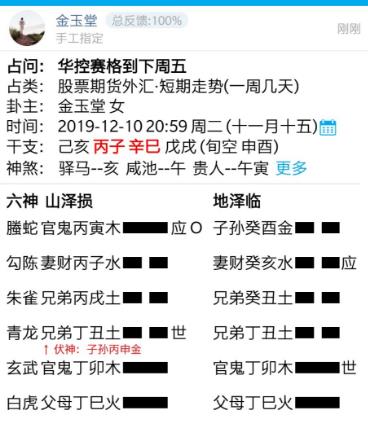 金玉堂 总反馈:100%
手工指定
刚刚
占问： 华控赛格到下周五
占类： 股票期货外汇·短期走势(一周几天)
卦主： 金玉堂 女
时间： 2019-12-10 20:59 周二 (十一月十五)
干支： 己亥 丙子 辛巳 戊戌 (旬空 申酉)
神煞： 驿马--亥 咸池--午 贵人--午寅 更多
六神 山泽损 地泽临
螣蛇 官鬼丙寅木 应 O 子孙癸酉金
勾陈 妻财丙子水 妻财癸亥水 应
朱雀 兄弟丙戌土 兄弟癸丑土
青龙 兄弟丁丑土 世 兄弟丁丑土
↑ 伏神：子孙丙申金
玄武 官鬼丁卯木 官鬼丁卯木 世
白虎 父母丁巳火 父母丁巳火